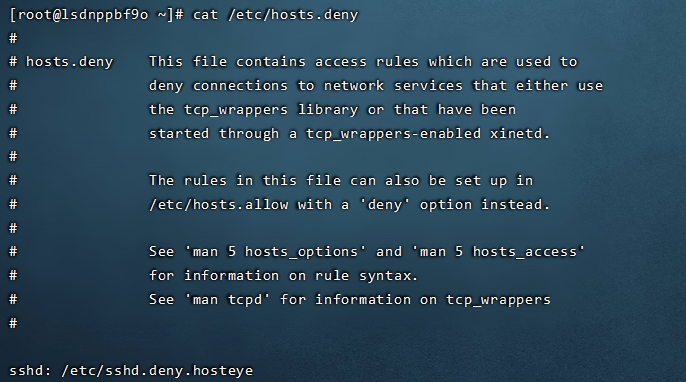 [root@lsdnppbf9o ~]# cat /etc/hosts.deny
#
# hosts.deny    This file contains access rules which are used to
#               deny connections to network services that either use
#               the tcp_wrappers library or that have been
#               started through a tcp_wrappers-enabled xinetd.
#
#               The rules in this file can also be set up in
#               /etc/hosts.allow with a 'deny' option instead.
#
#               See 'man 5 hosts_options' and 'man 5 hosts_access'
#               for information on rule syntax.
#               See 'man tcpd' for information on tcp_wrappers
#
sshd: /etc/sshd.deny.hosteye